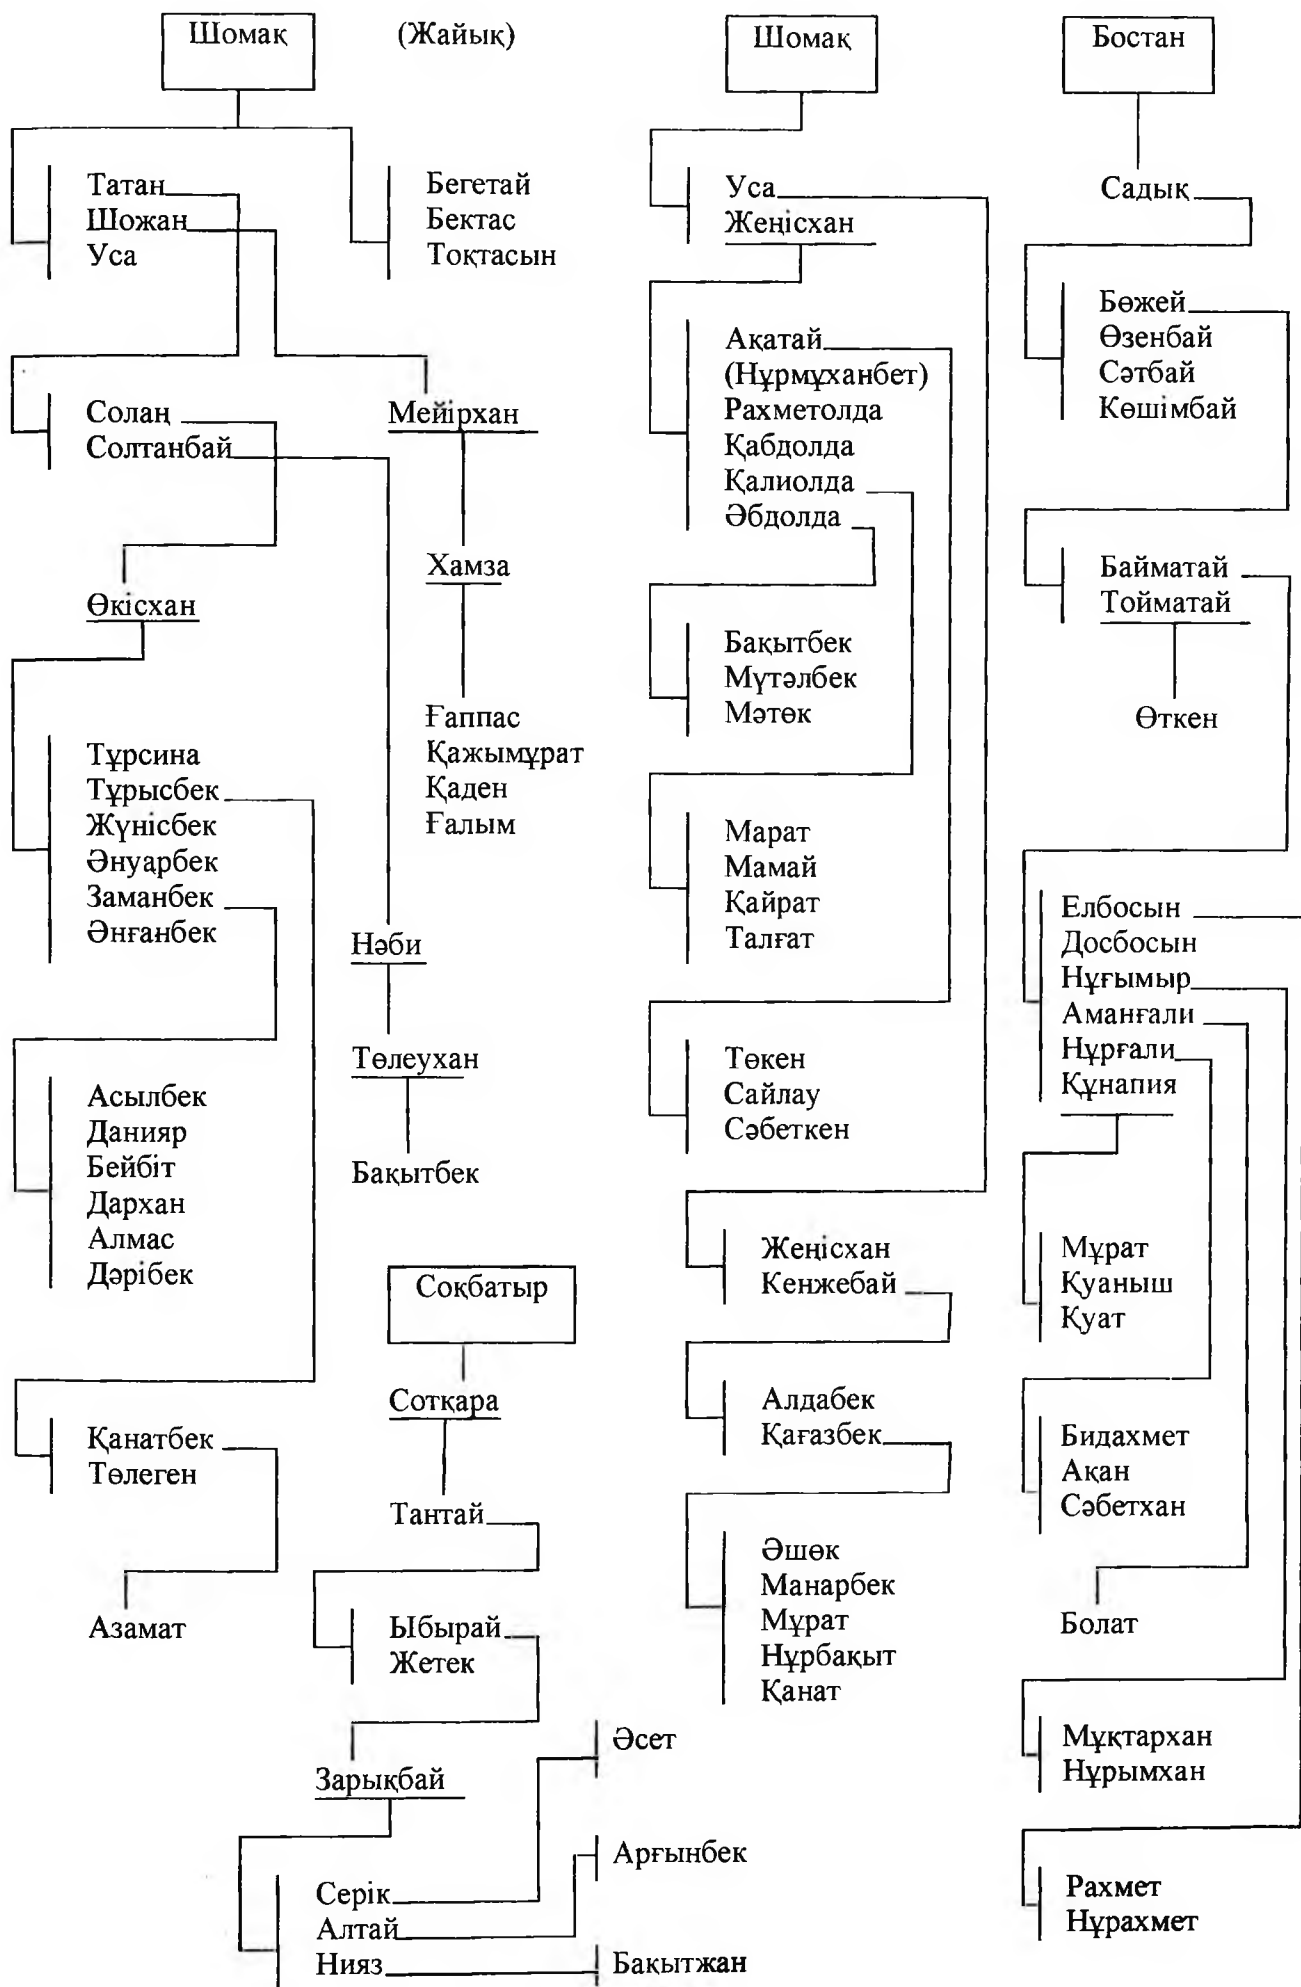 Шомақ
(Жайық)
Татан
Шожан
Уса
Бегетай
Бектас
Тоқтасын
Солаң
Солтанбай
Мейірхан
Хамза
Өкісхан
Ғаппас
Қажымұрат
Қаден
Ғалым
Тұрсина
Тұрысбек
Жүнісбек
Әнуарбек
Заманбек
Әнғанбек
Нәби
Төлеухан
Бақытбек
Асылбек
Данияр
Бейбіт
Дархан
Алмас
Дәрібек
Қанатбек
Төлеген
Азамат
Соқбатыр
Сотқара
Тантай
Ыбырай
Жетек
Зарықбай
Серік
Алтай
Нияз
Әсет
Арғынбек
Бақытжан
Шомақ
Уса
Жеңісхан
Ақатай
(Нұрмұханбет)
Рахметолда
Қабдолда
Қалиолда
Әбдолда
Бақытбек
Мүтәлбек
Мәтөк
Марат
Мамай
Қайрат
Талғат
Төкен
Сайлау
Сәбеткен
Жеңісхан
Кенжебай
Алдабек
Қағазбек
Әшөк
Манарбек
Мұрат
Нұрбақыт
Қанат
Бостан
Садық
Бөжей
Өзенбай
Сәтбай
Көшімбай
Байматай
Тойматай
Өткен
Елбосын
Досбосын
Нұғымыр
Аманғали
Нұрғали
Құнапия
Мұрат
Қуаныш
Қуат
Бидахмет
Ақан
Сәбетхан
Болат
Мұқтархан
Нұрымхан
Рахмет
Нұрахмет